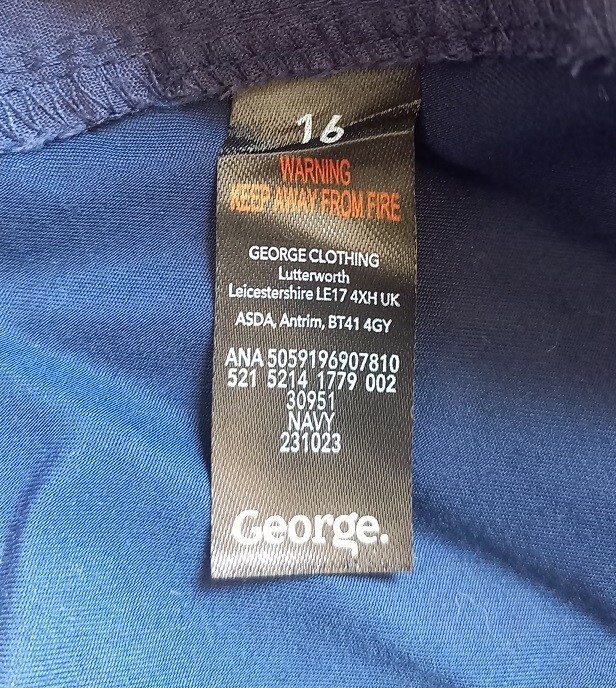 16
WARNING
KEEP AWAY FROM FIRE
GEORGE CLOTHING
Lutterworth
Leicestershire LE17 4XH UK
ASDA, Antrim, BT41 4GY
ANA 5059196907810
521 5214 1779 002
30951
NAVY
231023
George.